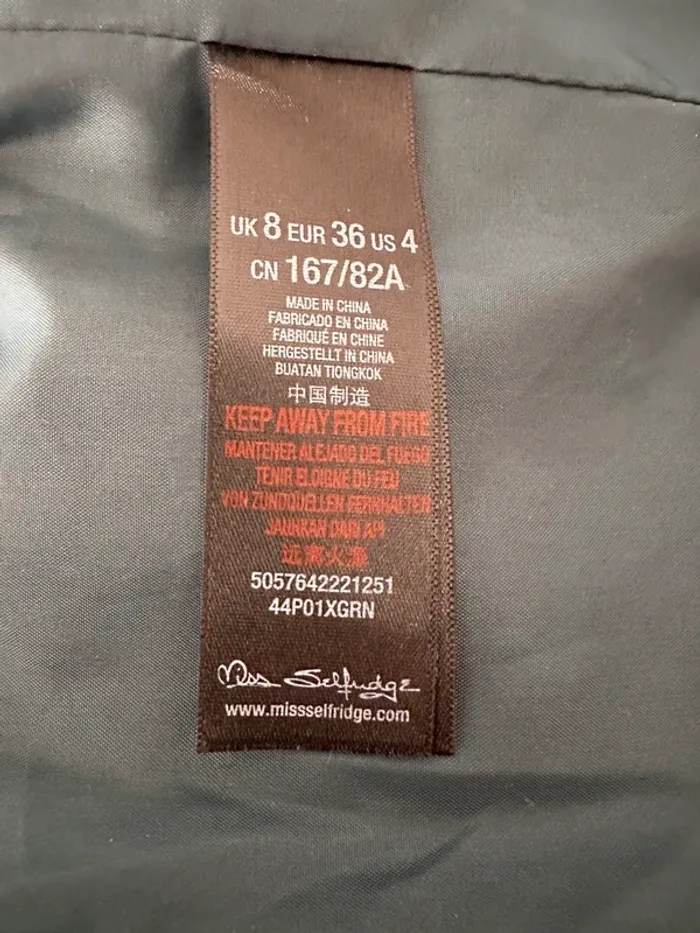 UK 8 EUR 36 US 4
CN 167/82A
MADE IN CHINA
FABRICADO EN CHINA
FABRIQUÉ EN CHINE
HERGESTELLT IN CHINA
BUATAN TIONGKOK
中国制造
KEEP AWAY FROM FIRE
MANTENER ALEJADO DEL FUEGO
TENIR ELOIGNE DU FEU
VON ZUNDQUELLEN FERNHALTEN
JAUHKAN DARI API
远离火源
5057642221251
44P01XGRN
Miss Selfridge
www.missselfridge.com